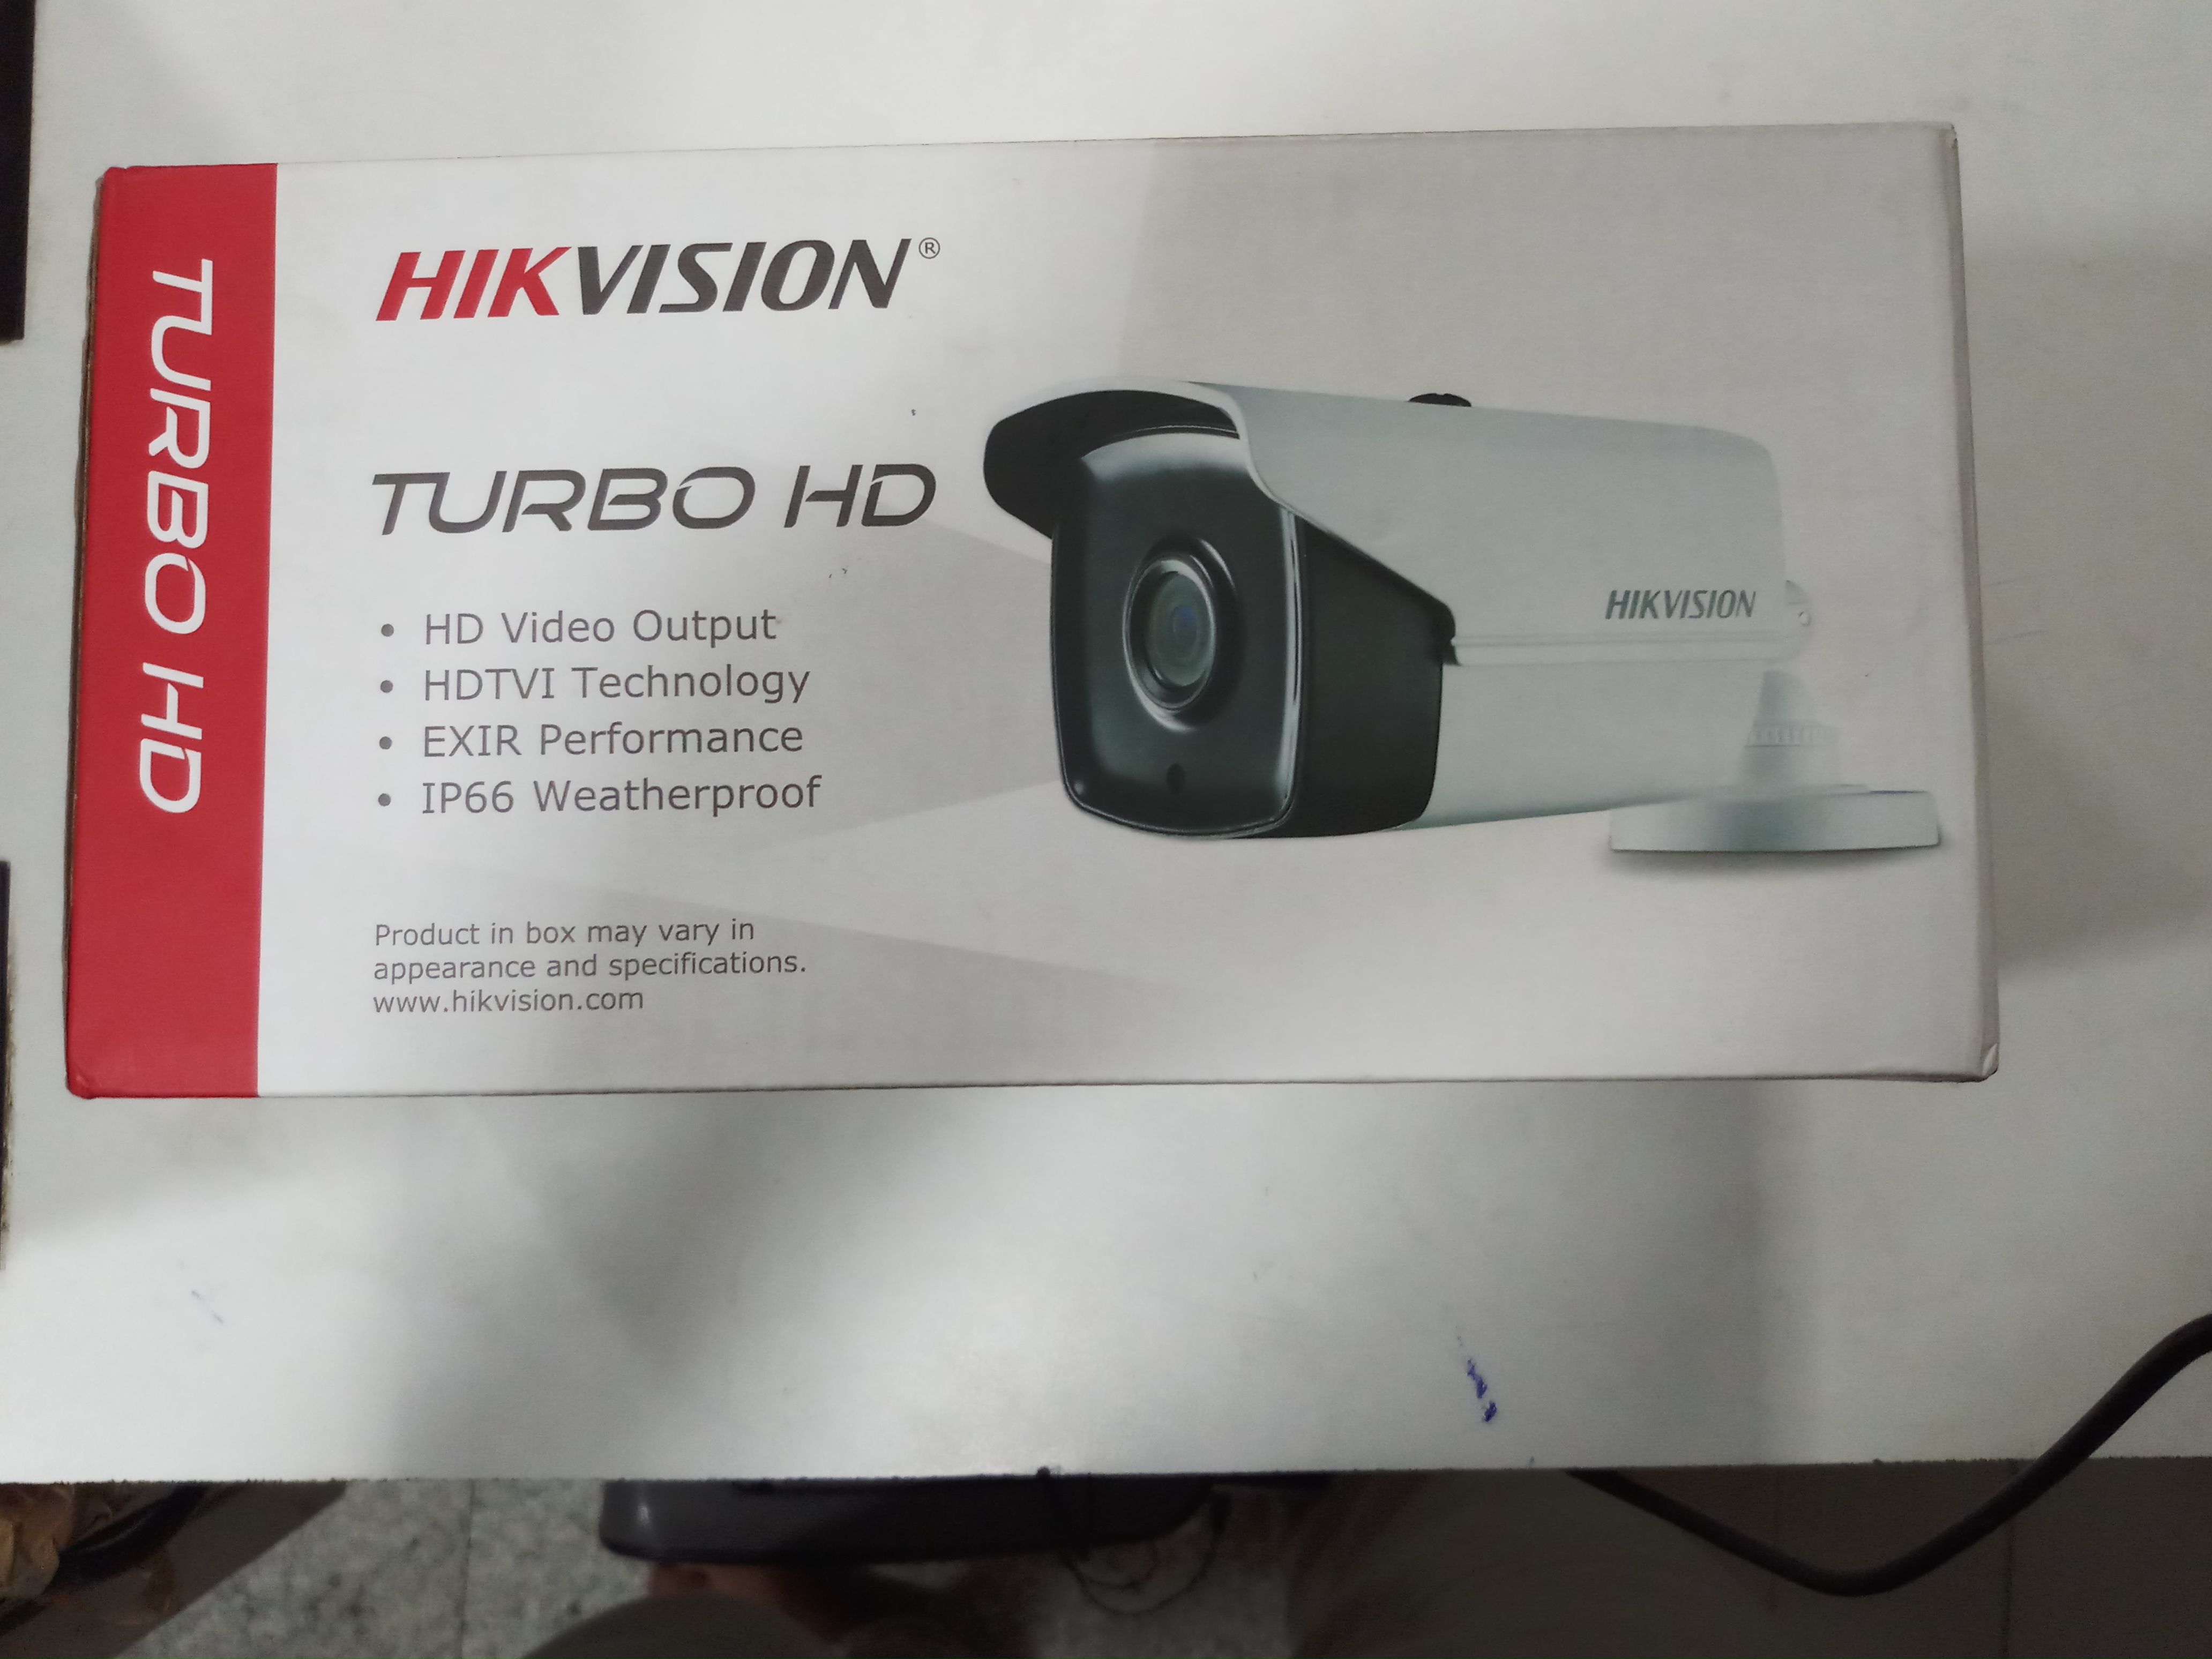 TURBO HD
HIKVISION®
TURBO HD
• HD Video Output
• HDTVI Technology
• EXIR Performance
• IP66 Weatherproof
Product in box may vary in
appearance and specifications.
www.hikvision.com
HIKVISION